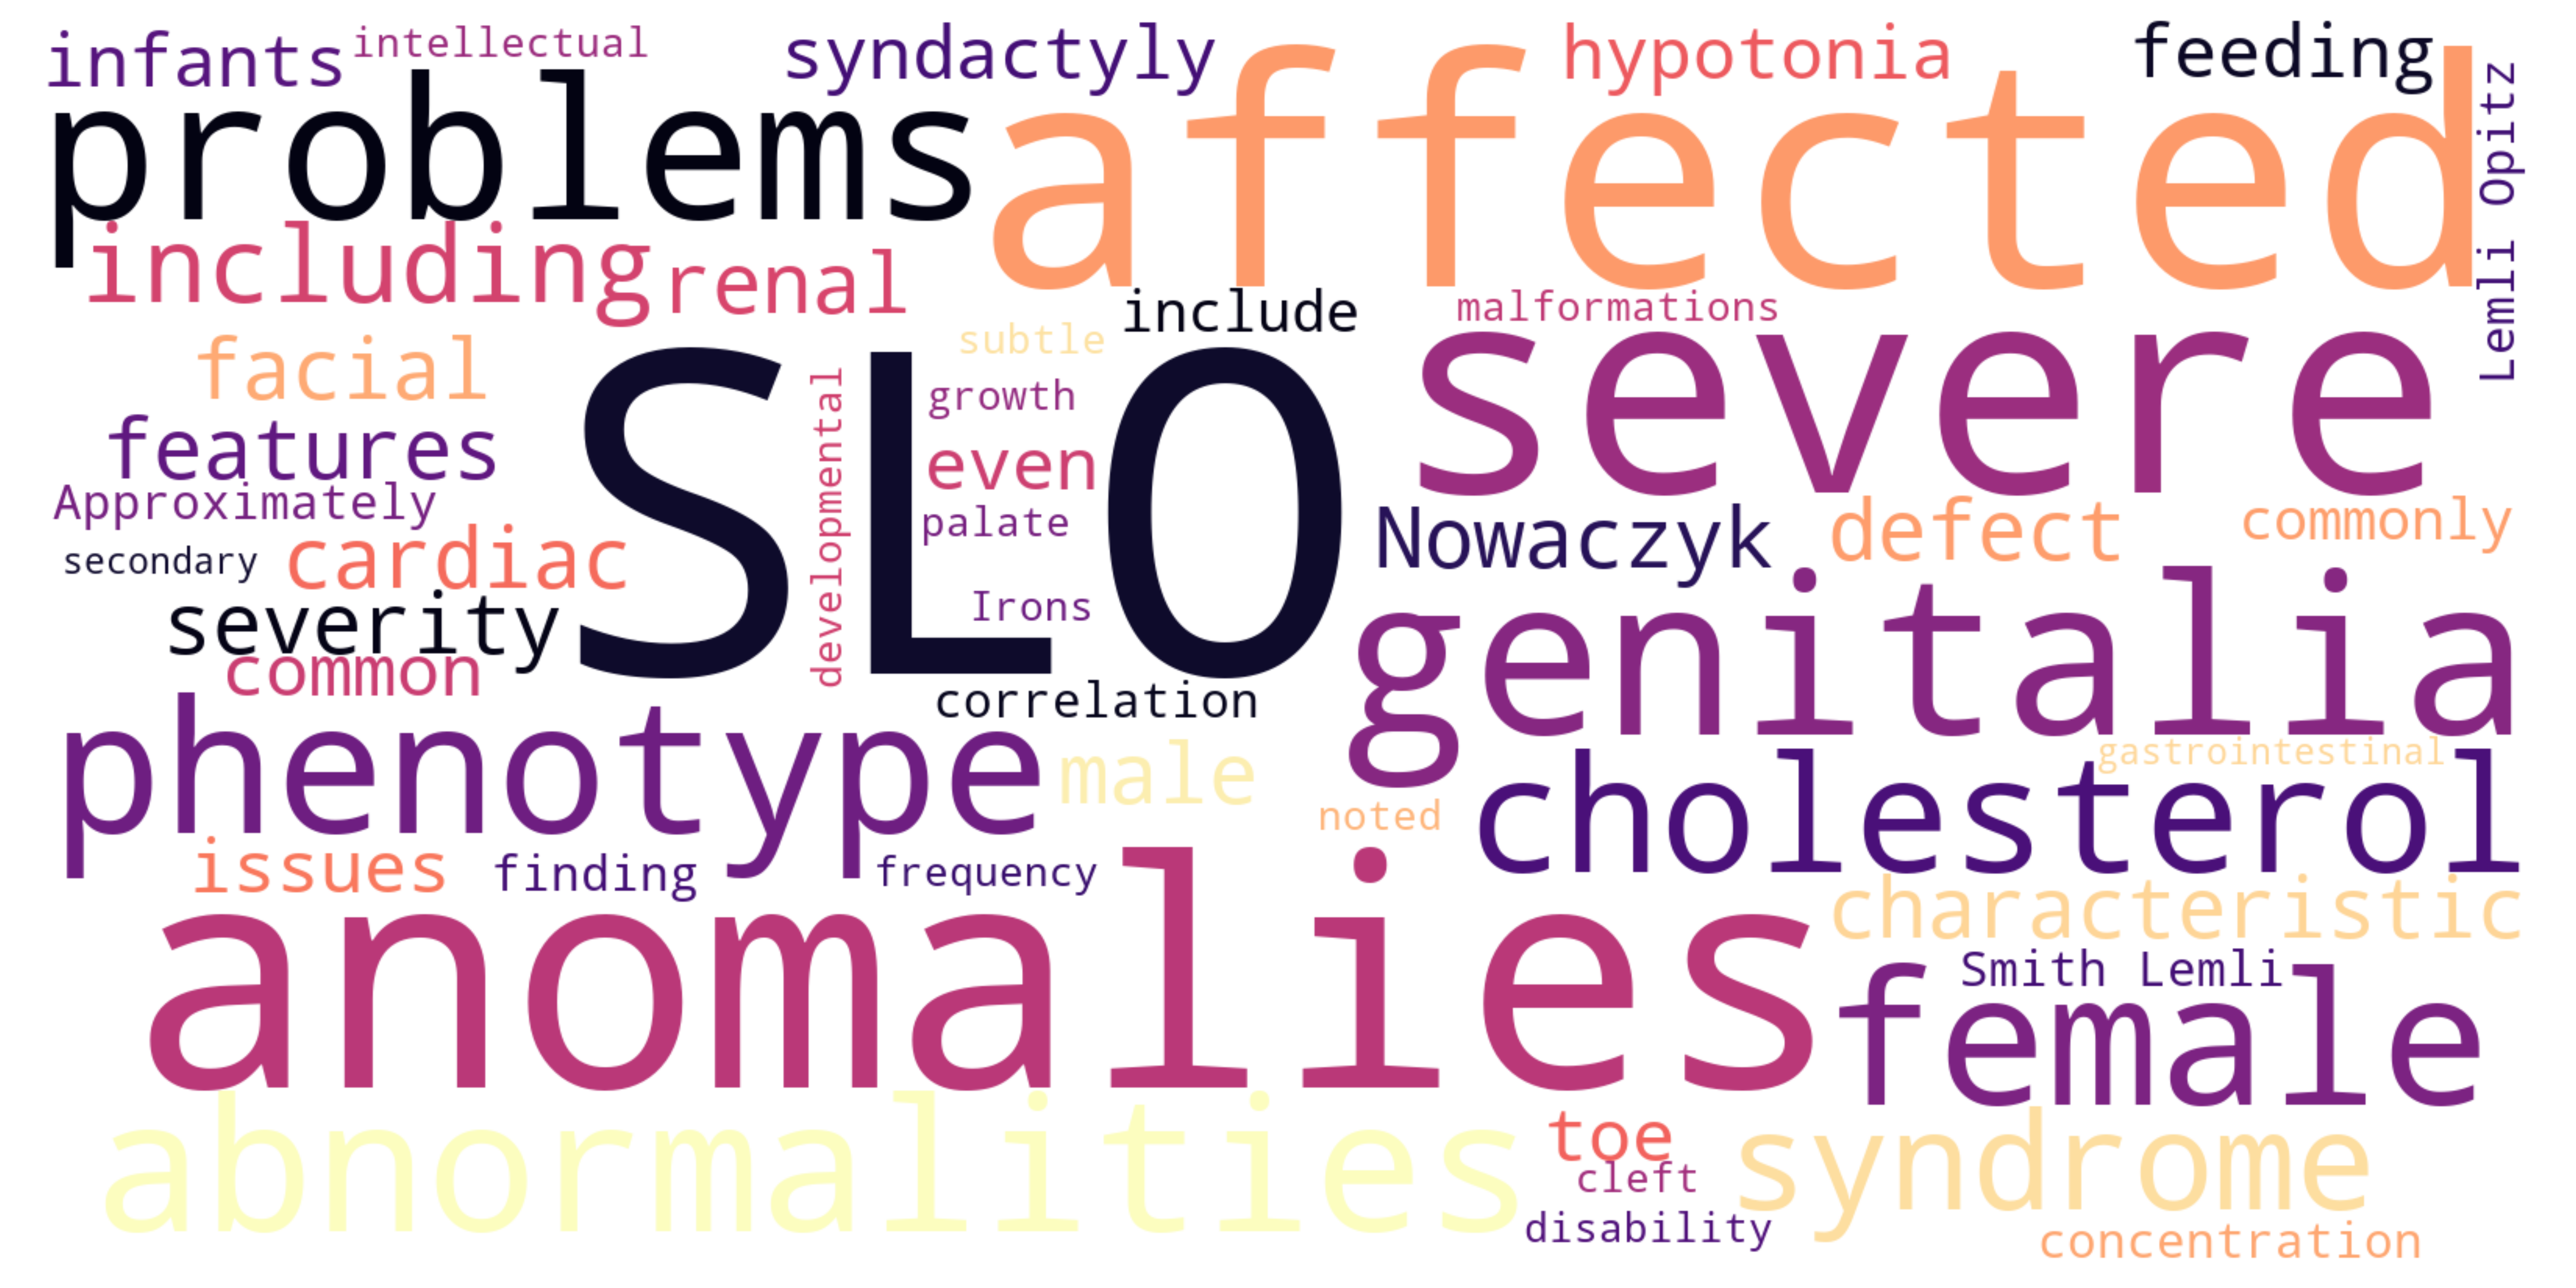 infants
intellectual
syndactyly
hypotonia
feeding
problems
affected
Lemli Opitz
including
renal
include
malformations
subtle
facial
SLO
severe
growth
developmental
features
even
Approximately
palate
Nowaczyk
defect
commonly
secondary
cardiac
Irons
severity
genitalia
common
correlation
phenotype
male
gastrointestinal
noted
cholesterol
issues
finding
frequency
characteristic
anomalies
Smith Lemli
female
abnormalities
toe
syndrome
cleft
disability
concentration